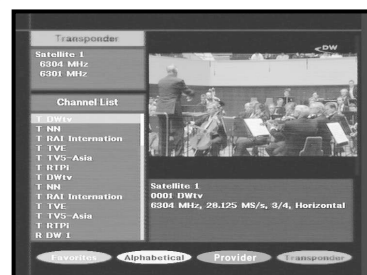 Transponder
Satellite 1
6304 MHz
6301 MHz
Channel List
T DWtv
T NN
T RAI Internation
T TVE
T TV5-Asia
T RTPI
T DWtv
T NN
T RAI Internation
T TVE
T TV5-Asia
T RTPI
R DW 1
DW
Satellite 1
0001 DWtv
6304 MHz, 28.125 MS/s, 3/4, Horizontal
Favorites
Alphabetical
Provider
Transponder